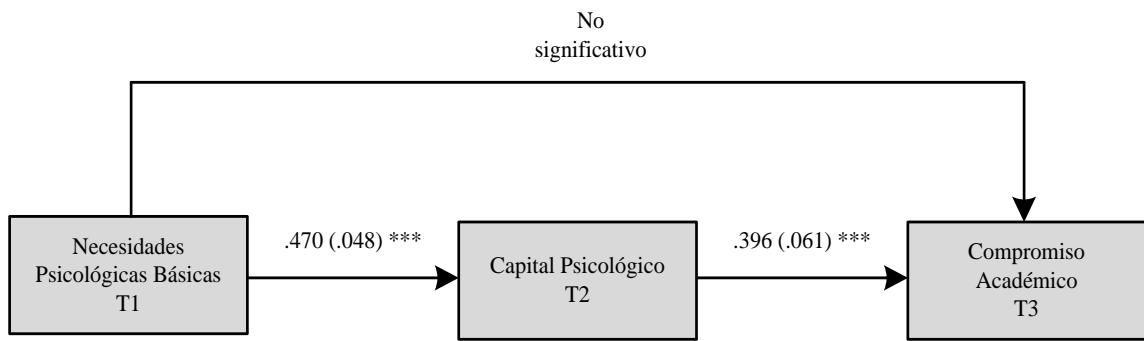 No
significativo
Necesidades
Psicológicas Básicas
T1
.470 (.048) ***
Capital Psicológico
T2
.396 (.061) ***
Compromiso
Académico
T3